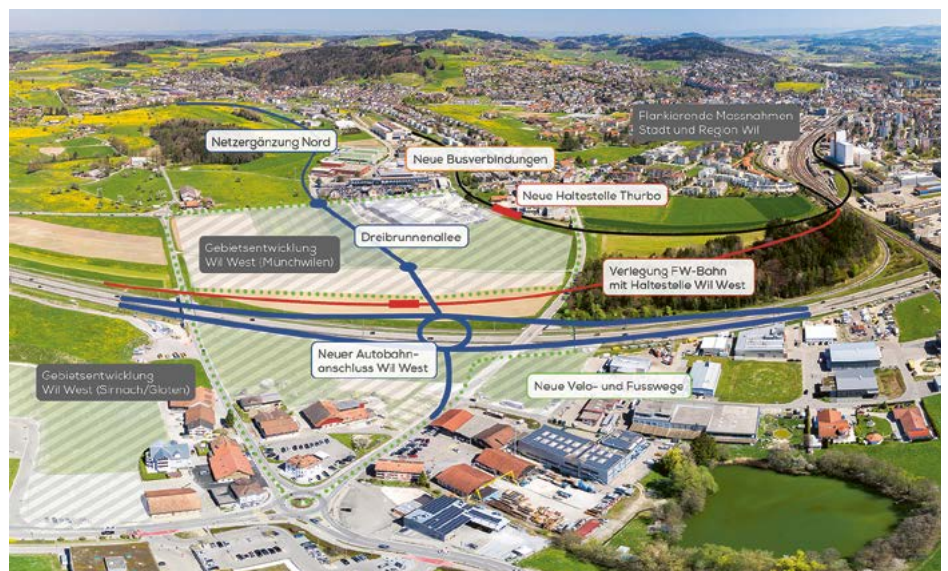 Flankierende Massnahmen
Stadt und Region Wil
Netzergänzung Nord
Neue Busverbindungen
Neue Haltestelle Thurbo
Dreibrunnenallee
Gebietsentwicklung
Wil West (Münchwilen)
Verlegung FW-Bahn
mit Haltestelle Wil West
Neuer Autobahn-
anschluss Wil West
Gebietsentwicklung
Wil West (Sirnach/Gloten)
Neue Velo- und Fusswege